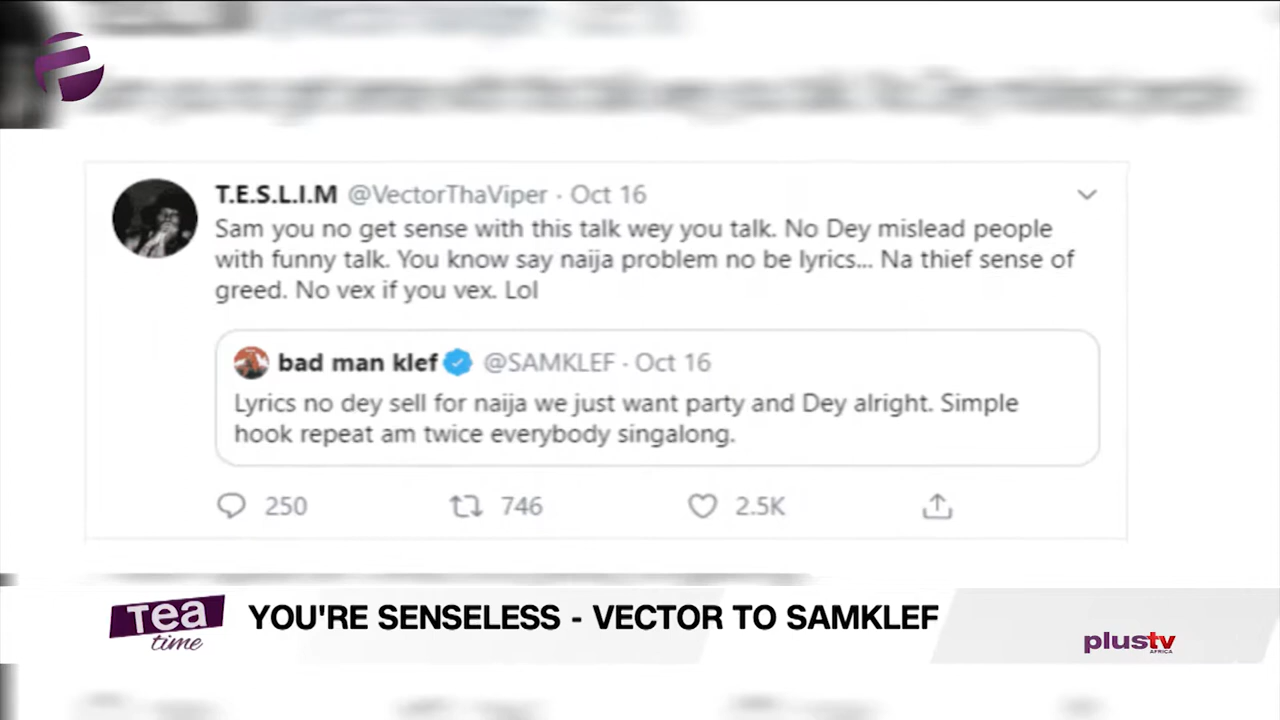 T.E.S.L.I.M @VectorThaViper · Oct 16
Sam you no get sense with this talk wey you talk. No Dey mislead people
with funny talk. You know say naija problem no be lyrics... Na thief sense of
greed. No vex if you vex. Lol
bad man klef @SAMKLEF · Oct 16
Lyrics no dey sell for naija we just want party and Dey alright. Simple
hook repeat am twice everybody singalong.
250 746 2.5K
Tea
time
YOU'RE SENSELESS - VECTOR TO SAMKLEF
plustv
AFRICA